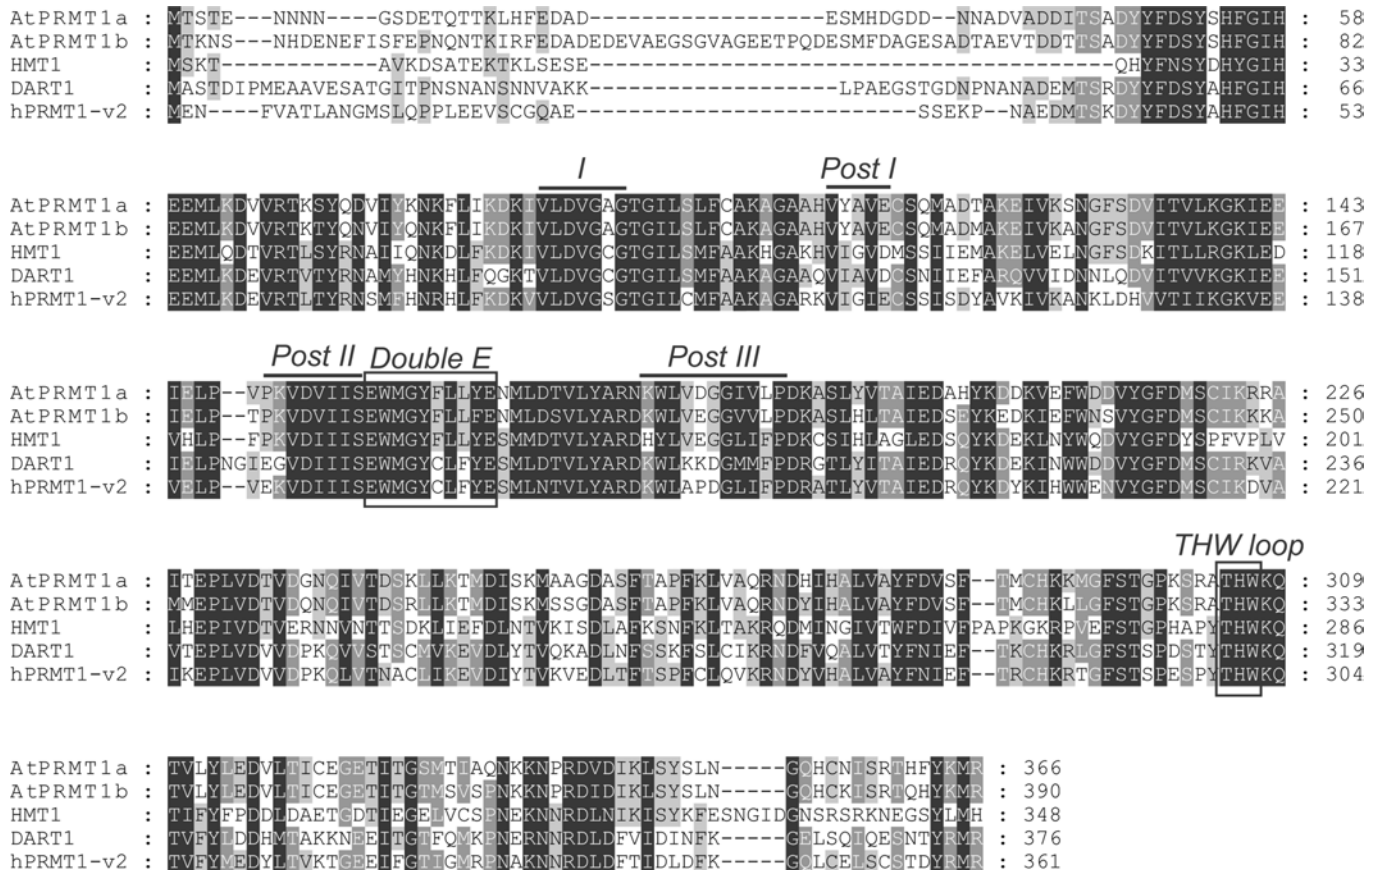 AtPRMT1a : MTSTE---NNNN----GSDETQTTKLHFEDAD------------------ESMHDGDD--NNADVADDITSADYYFDSYSHFGIH : 58
AtPRMT1b : MTKNS---NHDENEFISFEPNQNTKIRFEDADEDEVAEGSGVAGEETPQDESMFDAGESADTAEVTDDTTSADYYFDSYSHFGIH : 82
HMT1 : MSKT------------AVKDSATEKTKLSESE----------------------------------------QHYFNSYDHYGIH : 33
DART1 : MASTDIPMEAAVESATGITPNSNANSNNVAKK-------------------LPAEGSTGDNPNANADEMTSRDYYFDSYAHFGIH : 66
hPRMT1-v2 : MEN----FVATLANGMSLQPPLEEVSCGQAE--------------------------SSEKP--NAEDMTSKDYYFDSYAHFGIH : 53
I Post I
AtPRMT1a : EEMLKDVVRTKSYQDVIYKNKFLIKDKIVLDVGAGTGILSLFCAKAGAAHVYAVECSQMADTAKEIVKSNGFSDVITVLKGKIEE : 143
AtPRMT1b : EEMLKDVVRTKTYQNVIYQNKFLIKDKIVLDVGAGTGILSLFCAKAGAAHVYAVECSQMADMAKEIVKANGFSDVITVLKGKIEE : 167
HMT1 : EEMLQDTVRTLSYRNAIIQNKDLFKDKIVLDVGCGTGILSMFAAKHGAKHVIGVDMSSIIEMAKELVELNGFSDKITLLRGKLED : 118
DART1 : EEMLKDEVRTVTYRNAMYHNKHLFQGKTVLDVGCGTGILSMFAAKAGAAQVIAVDCSNIIEFARQVVIDNNLQDVITVVKGKIEE : 151
hPRMT1-v2 : EEMLKDEVRTLTYRNSMFHNRHLFKDKVVLDVGSGTGILCMFAAKAGARKVIGIECSSISDYAVKIVKANKLDHVVTIIKGKVEE : 138
Post II Double E Post III
AtPRMT1a : IELP--VPKVDVIISEWMGYFLLYENMLDTVLYARNKWLVDGGIVLPDKASLYVTAIEDAHYKDDKVEFWDDVYGFDMSCIKRRA : 226
AtPRMT1b : IELP--TPKVDVIISEWMGYFLLFENMLDSVLYARNKWLVEGGVVLPDKASLHLTAIEDSEYKEDKIEFWNSVYGFDMSCIKKKA : 250
HMT1 : VHLP--FPKVDIIISEWMGYFLLYESMMDTVLYARDHYLVEGGLIFPDKCSIHLAGLEDSQYKDEKLNYWQDVYGFDYSPFVPLV : 201
DART1 : IELPNGIEGVDIIISEWMGYCLFYESMLDTVLYARDKWLKKDGMMFPDRGTLYITAIEDRQYKDEKINWWDDVYGFDMSCIRKVA : 236
hPRMT1-v2 : VELP--VEKVDIIISEWMGYCLFYESMLNTVLYARDKWLAPDGLIFPDRATLYVTAIEDRQYKDYKIHWWENVYGFDMSCIKDVA : 221
THW loop
AtPRMT1a : ITEPLVDTVDGNQIVTDSKLLKTMDISKMAAGDASFTAPFKLVAQRNDHIHALVAYFDVSF--TMCHKKMGFSTGPKSRATHWKQ : 309
AtPRMT1b : MMEPLVDTVDQNQIVTDSRLLKTMDISKMSSGDASFTAPFKLVAQRNDYIHALVAYFDVSF--TMCHKLLGFSTGPKSRATHWKQ : 333
HMT1 : LHEPIVDTVERNNVNTTSDKLIEFDLNTVKISDLAFKSNFKLTAKRQDMINGIVTWFDIVFPAPKGKRPVEFSTGPHAPYTHWKQ : 286
DART1 : VTEPLVDVVDPKQVVSTSCMVKEVDLYTVQKADLNFSSKFSLCIKRNDFVQALVTYFNIEF--TKCHKRLGFSTSPDSTYTHWKQ : 319
hPRMT1-v2 : IKEPLVDVVDPKQLVTNACLIKEVDIYTVKVEDLTFTSPFCLQVKRNDYVHALVAYFNIEF--TRCHKRTGFSTSPESPYTHWKQ : 304
AtPRMT1a : TVLYLEDVLTICEGETITGSMTIAQNKKNPRDVDIKLSYSLN-----GQHCNISRTHFYKMR : 366
AtPRMT1b : TVLYLEDVLTICEGETITGTMSVSPNKKNPRDIDIKLSYSLN-----GQHCKISRTQHYKMR : 390
HMT1 : TIFYFPDDLDAETGDTIEGELVCSPNEKNNRDLNIKISYKFESNGIDGNSRSRKNEGSYLMH : 348
DART1 : TVFYLDDHMTAKKNEEITGTFQMKPNERNNRDLDFVIDINFK-----GELSQIQESNTYRMR : 376
hPRMT1-v2 : TVFYMEDYLTVKTGEEIFGTIGMRPNAKNNRDLDFTIDLDFK-----GQLCELSCSTDYRMR : 361